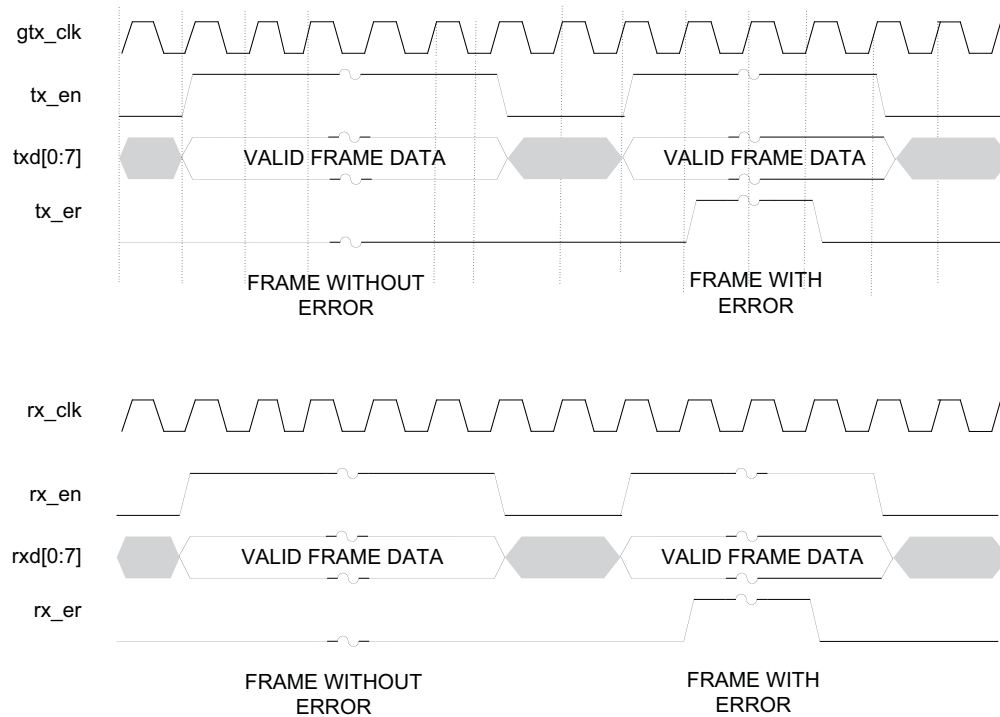 gtx_clk
tx_en
txd[0:7]
VALID FRAME DATA
VALID FRAME DATA
tx_er
FRAME WITHOUT
ERROR
FRAME WITH
ERROR
rx_clk
rx_en
rxd[0:7]
VALID FRAME DATA
VALID FRAME DATA
rx_er
FRAME WITHOUT
ERROR
FRAME WITH
ERROR